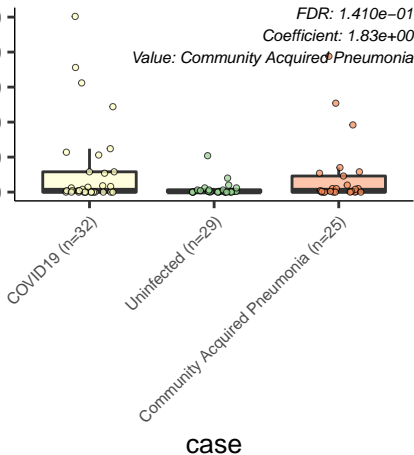 FDR: 1.410e−01
Coefficient: 1.83e+00
Value: Community Acquired Pneumonia
COVID19 (n=32)
Uninfected (n=29)
Community Acquired Pneumonia (n=25)
case